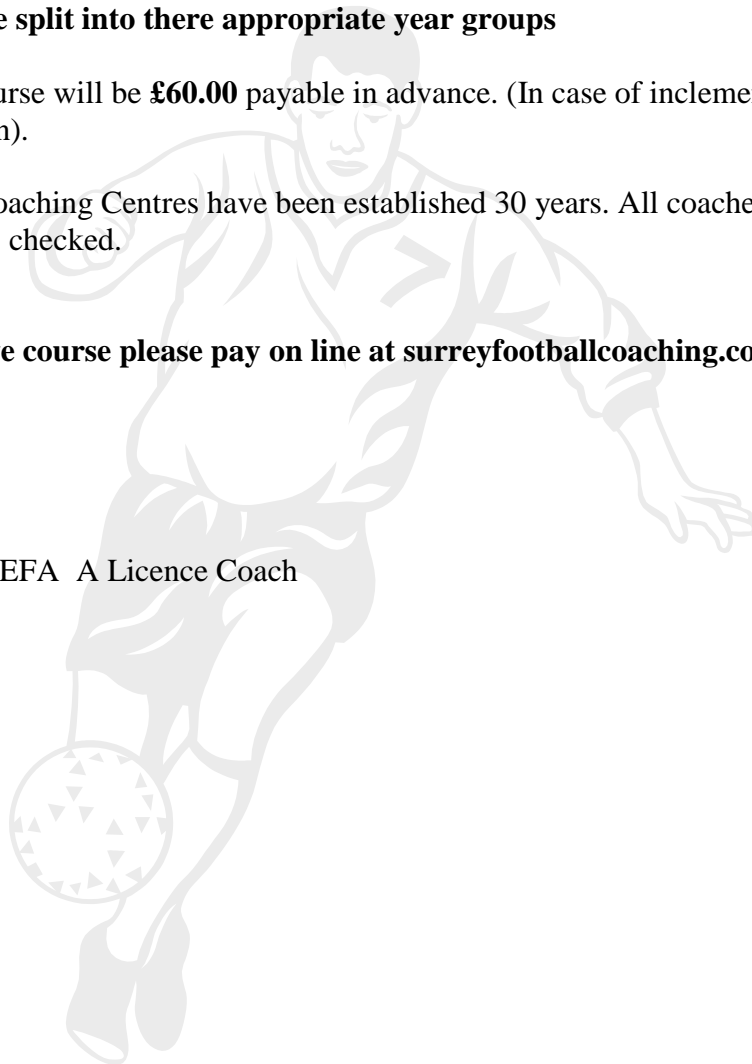 e split into there appropriate year groups
urse will be £60.00 payable in advance. (In case of incleme
n).
oaching Centres have been established 30 years. All coache
checked.
e course please pay on line at surreyfootballcoaching.co
EFA A Licence Coach